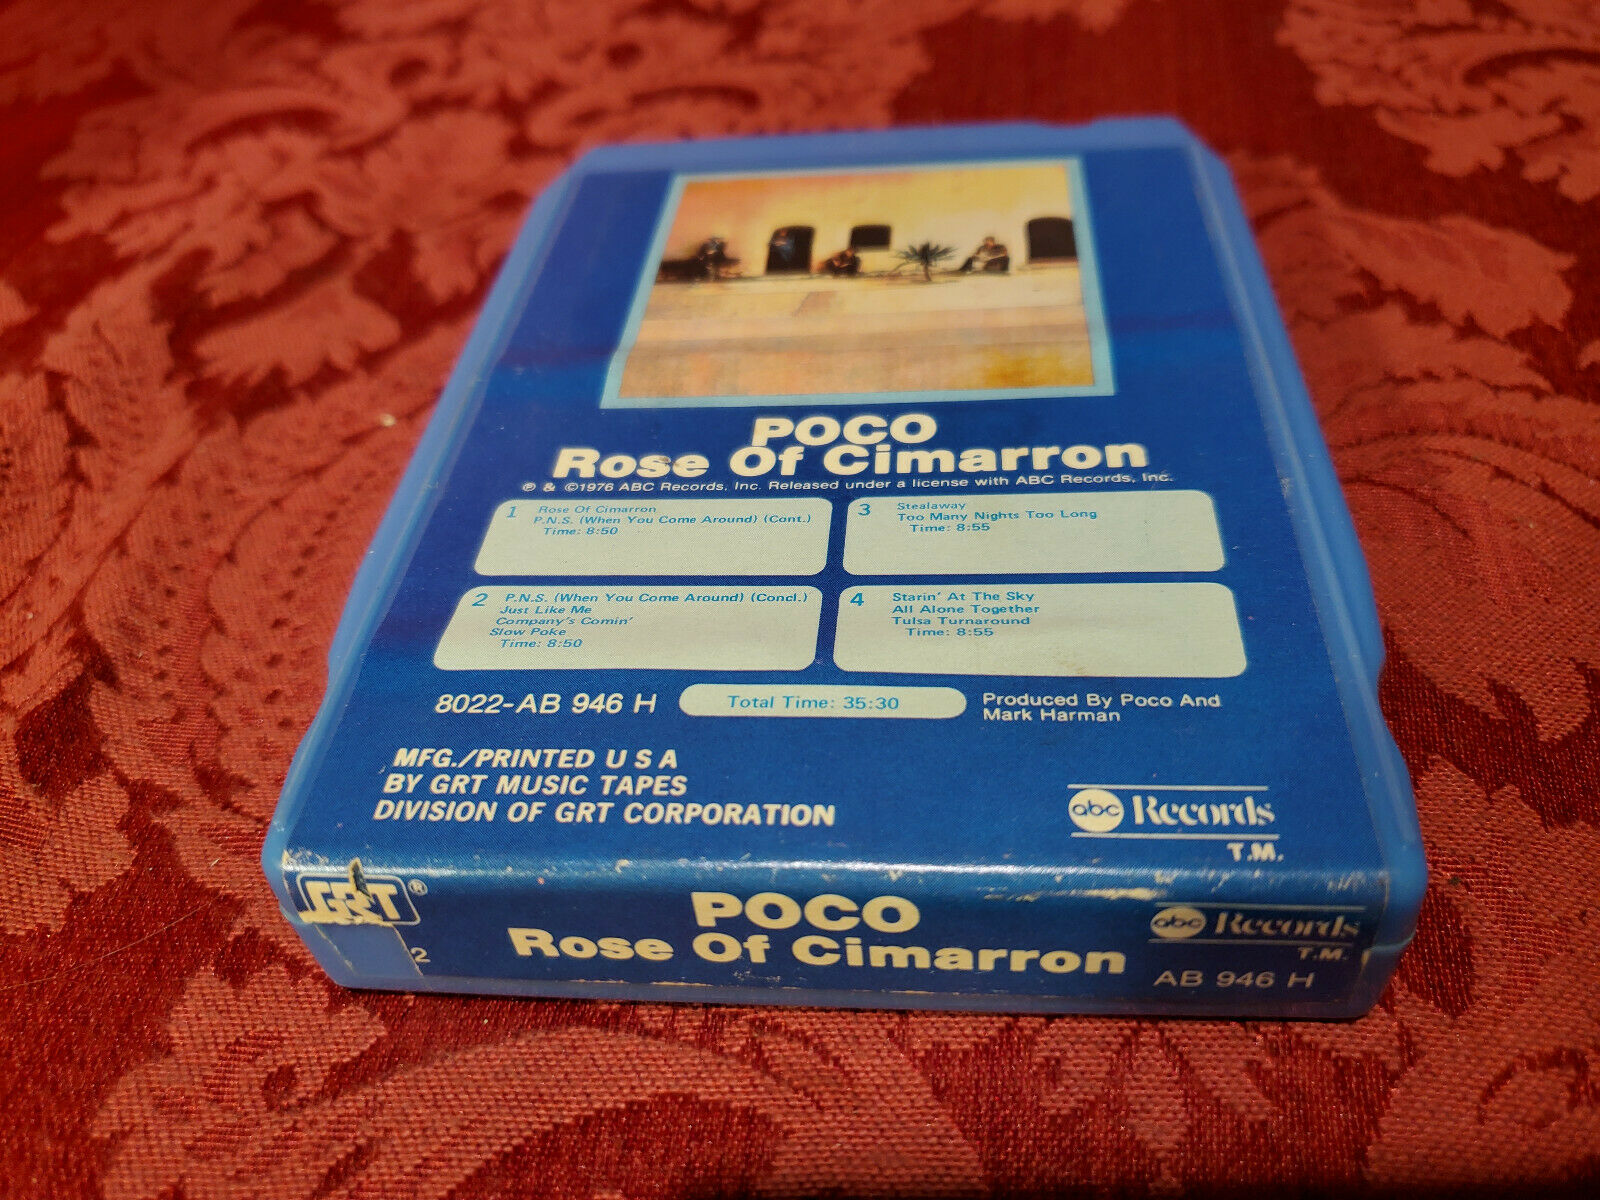 POCO
Rose Of Cimarron
℗ & ©1976 ABC Records, Inc. Released under a license with ABC Records, Inc.
1 Rose Of Cimarron
P.N.S. (When You Come Around) (Cont.)
Time: 8:50
2 P.N.S. (When You Come Around) (Concl.)
Just Like Me
Company's Comin'
Slow Poke
Time: 8:50
3 Stealaway
Too Many Nights Too Long
Time: 8:55
4 Starin' At The Sky
All Alone Together
Tulsa Turnaround
Time: 8:55
8022-AB 946 H
Total Time: 35:30
Produced By Poco And
Mark Harman
MFG./PRINTED U S A
BY GRT MUSIC TAPES
DIVISION OF GRT CORPORATION
abc Records
T.M.
GRT®
2
POCO
Rose Of Cimarron
abc Records
T.M.
AB 946 H